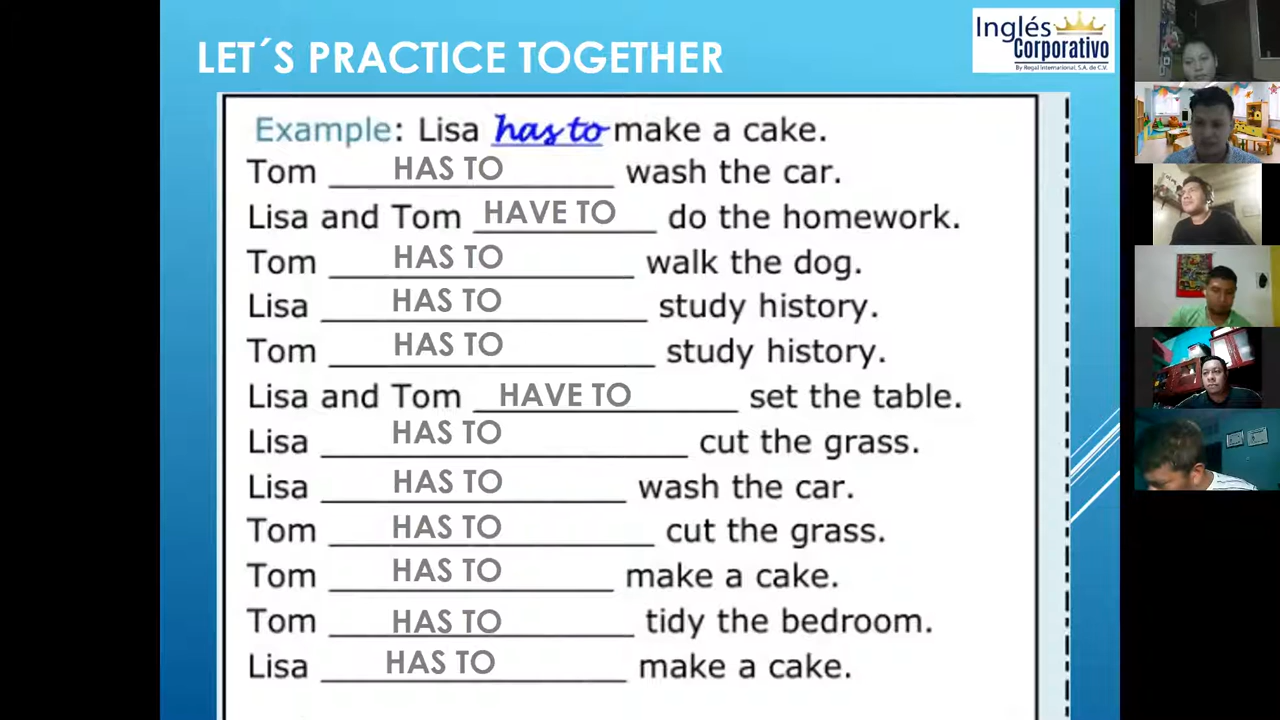 LET´S PRACTICE TOGETHER
Inglés
Corporativo
By Regal International, S.A. de C.V.
Example: Lisa has to make a cake.
Tom HAS TO wash the car.
Lisa and Tom HAVE TO do the homework.
Tom HAS TO walk the dog.
Lisa HAS TO study history.
Tom HAS TO study history.
Lisa and Tom HAVE TO set the table.
Lisa HAS TO cut the grass.
Lisa HAS TO wash the car.
Tom HAS TO cut the grass.
Tom HAS TO make a cake.
Tom HAS TO tidy the bedroom.
Lisa HAS TO make a cake.